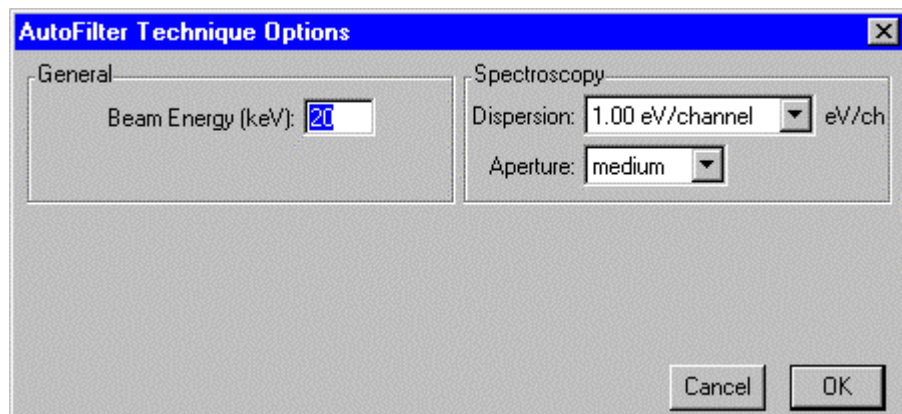 AutoFilter Technique Options
General
Beam Energy (keV): 20
Spectroscopy
Dispersion: 1.00 eV/channel eV/ch
Aperture: medium
Cancel OK